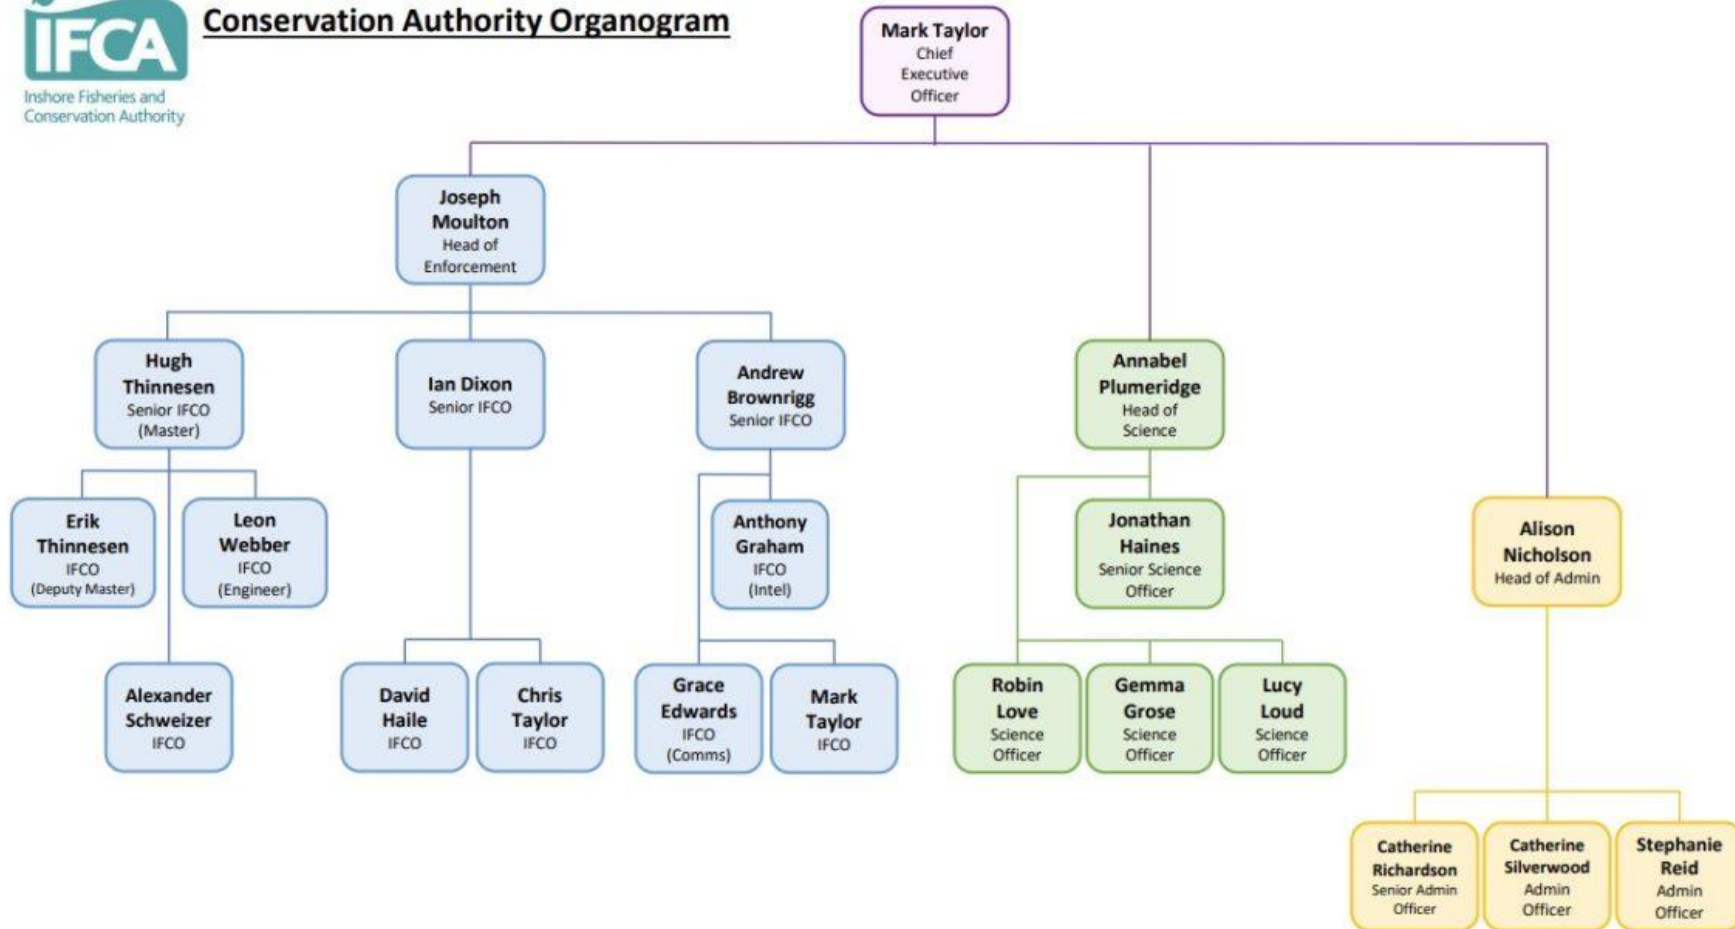 IFCA
Inshore Fisheries and
Conservation Authority
Conservation Authority Organogram
Mark Taylor
Chief
Executive
Officer
Joseph
Moulton
Head of
Enforcement
Hugh
Thinnesen
Senior IFCO
(Master)
Ian Dixon
Senior IFCO
Andrew
Brownrigg
Senior IFCO
Annabel
Plumeridge
Head of
Science
Erik
Thinnesen
IFCO
(Deputy Master)
Leon
Webber
IFCO
(Engineer)
Anthony
Graham
IFCO
(Intel)
Jonathan
Haines
Senior Science
Officer
Alison
Nicholson
Head of Admin
Alexander
Schweizer
IFCO
David
Haile
IFCO
Chris
Taylor
IFCO
Grace
Edwards
IFCO
(Comms)
Mark
Taylor
IFCO
Robin
Love
Science
Officer
Gemma
Grose
Science
Officer
Lucy
Loud
Science
Officer
Catherine
Richardson
Senior Admin
Officer
Catherine
Silverwood
Admin
Officer
Stephanie
Reid
Admin
Officer